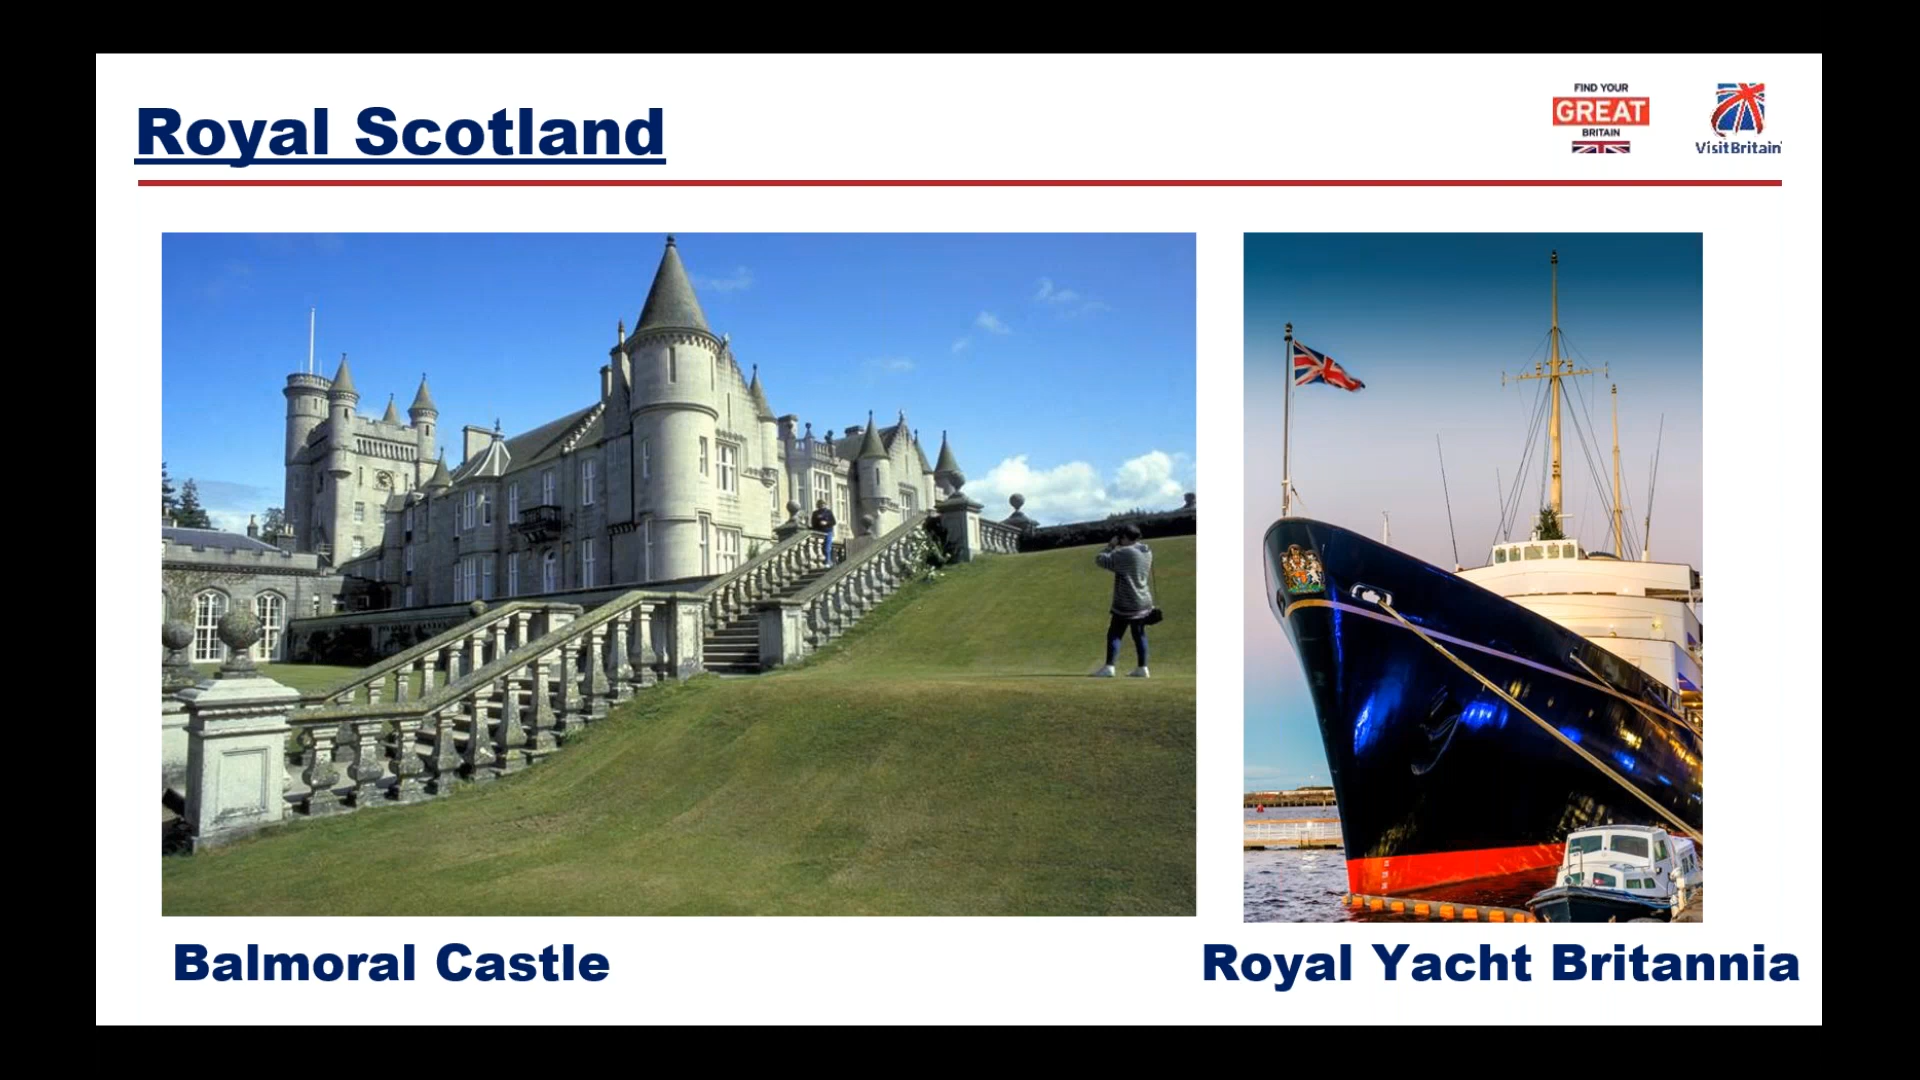 Royal Scotland
FIND YOUR
GREAT
BRITAIN
VisitBritain
Balmoral Castle
Royal Yacht Britannia